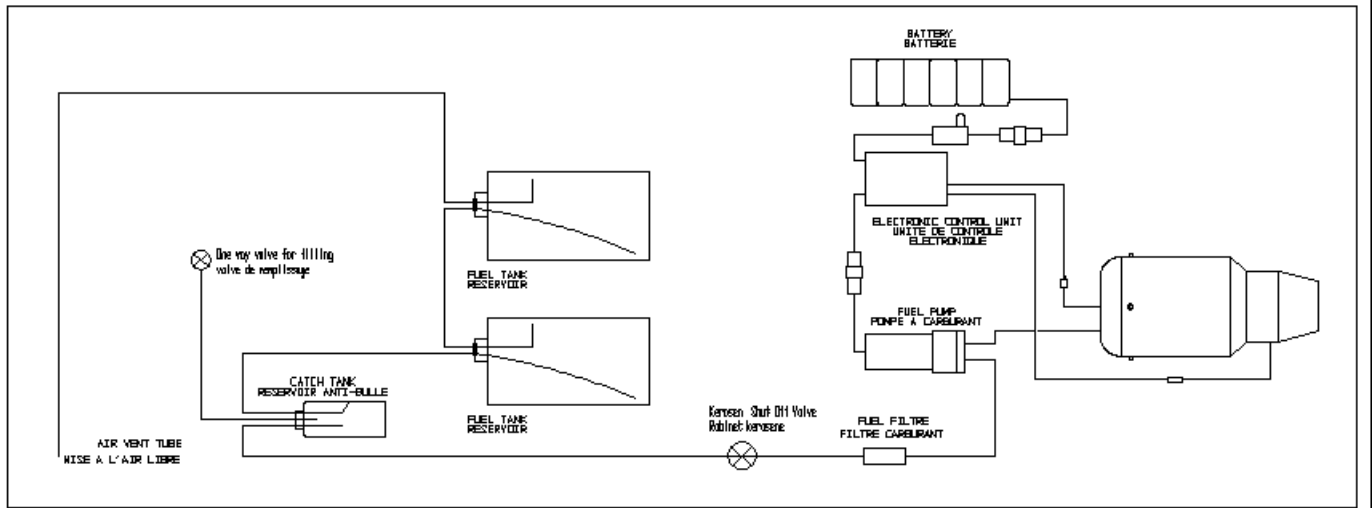 BATTERY
BATTERIE
ELECTRONIC CONTROL UNIT
UNITE DE CONTROLE
ELECTRONIQUE
One way valve for filling
valve de remplissage
FUEL TANK
RESERVOIR
FUEL PUMP
POMPE A CARBURANT
CATCH TANK
RESERVOIR ANTI-BULLE
FUEL TANK
RESERVOIR
Kerosen Shut Off Valve
Robinet kerosene
FUEL FILTRE
FILTRE CARBURANT
AIR VENT TUBE
MISE A L'AIR LIBRE